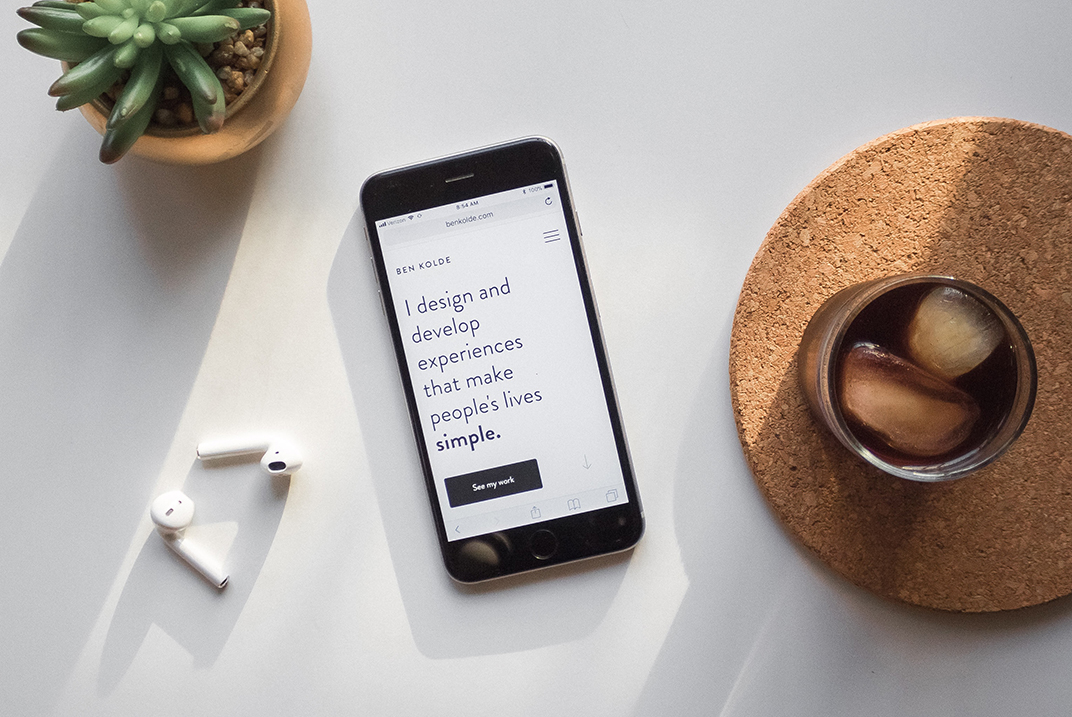 verizon 8:54 AM 100%
benkolde.com
BEN KOLDE
I design and
develop
experiences
that make
people's lives
simple.
See my work